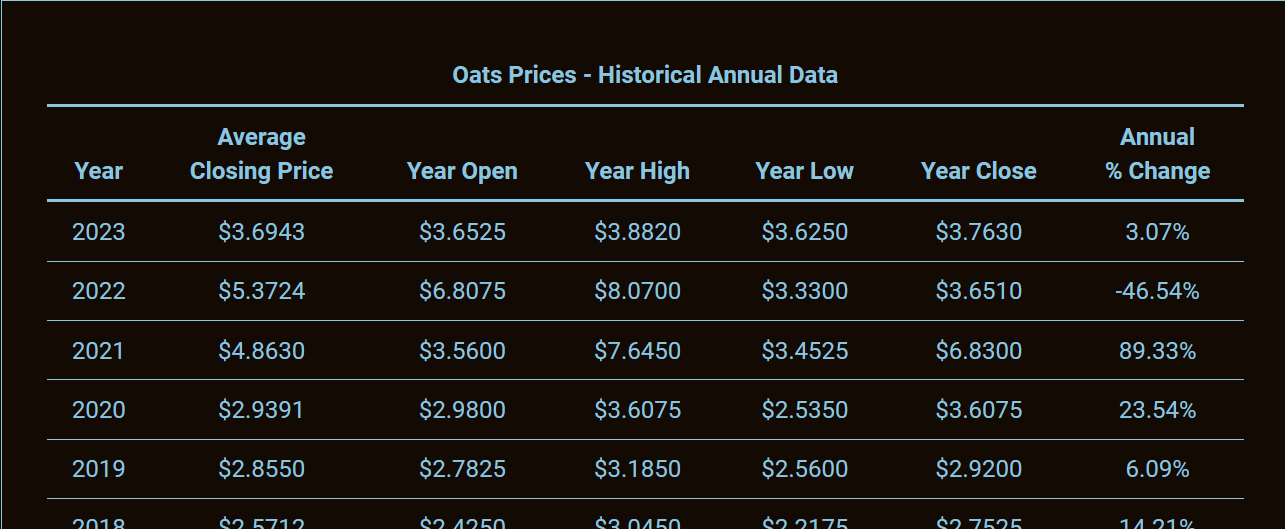 Oats Prices - Historical Annual Data
Year Average Closing Price Year Open Year High Year Low Year Close Annual % Change
2023 $3.6943 $3.6525 $3.8820 $3.6250 $3.7630 3.07%
2022 $5.3724 $6.8075 $8.0700 $3.3300 $3.6510 -46.54%
2021 $4.8630 $3.5600 $7.6450 $3.4525 $6.8300 89.33%
2020 $2.9391 $2.9800 $3.6075 $2.5350 $3.6075 23.54%
2019 $2.8550 $2.7825 $3.1850 $2.5600 $2.9200 6.09%
2018 $2.5712 $2.4250 $3.0450 $2.2175 $2.7525 14.21%